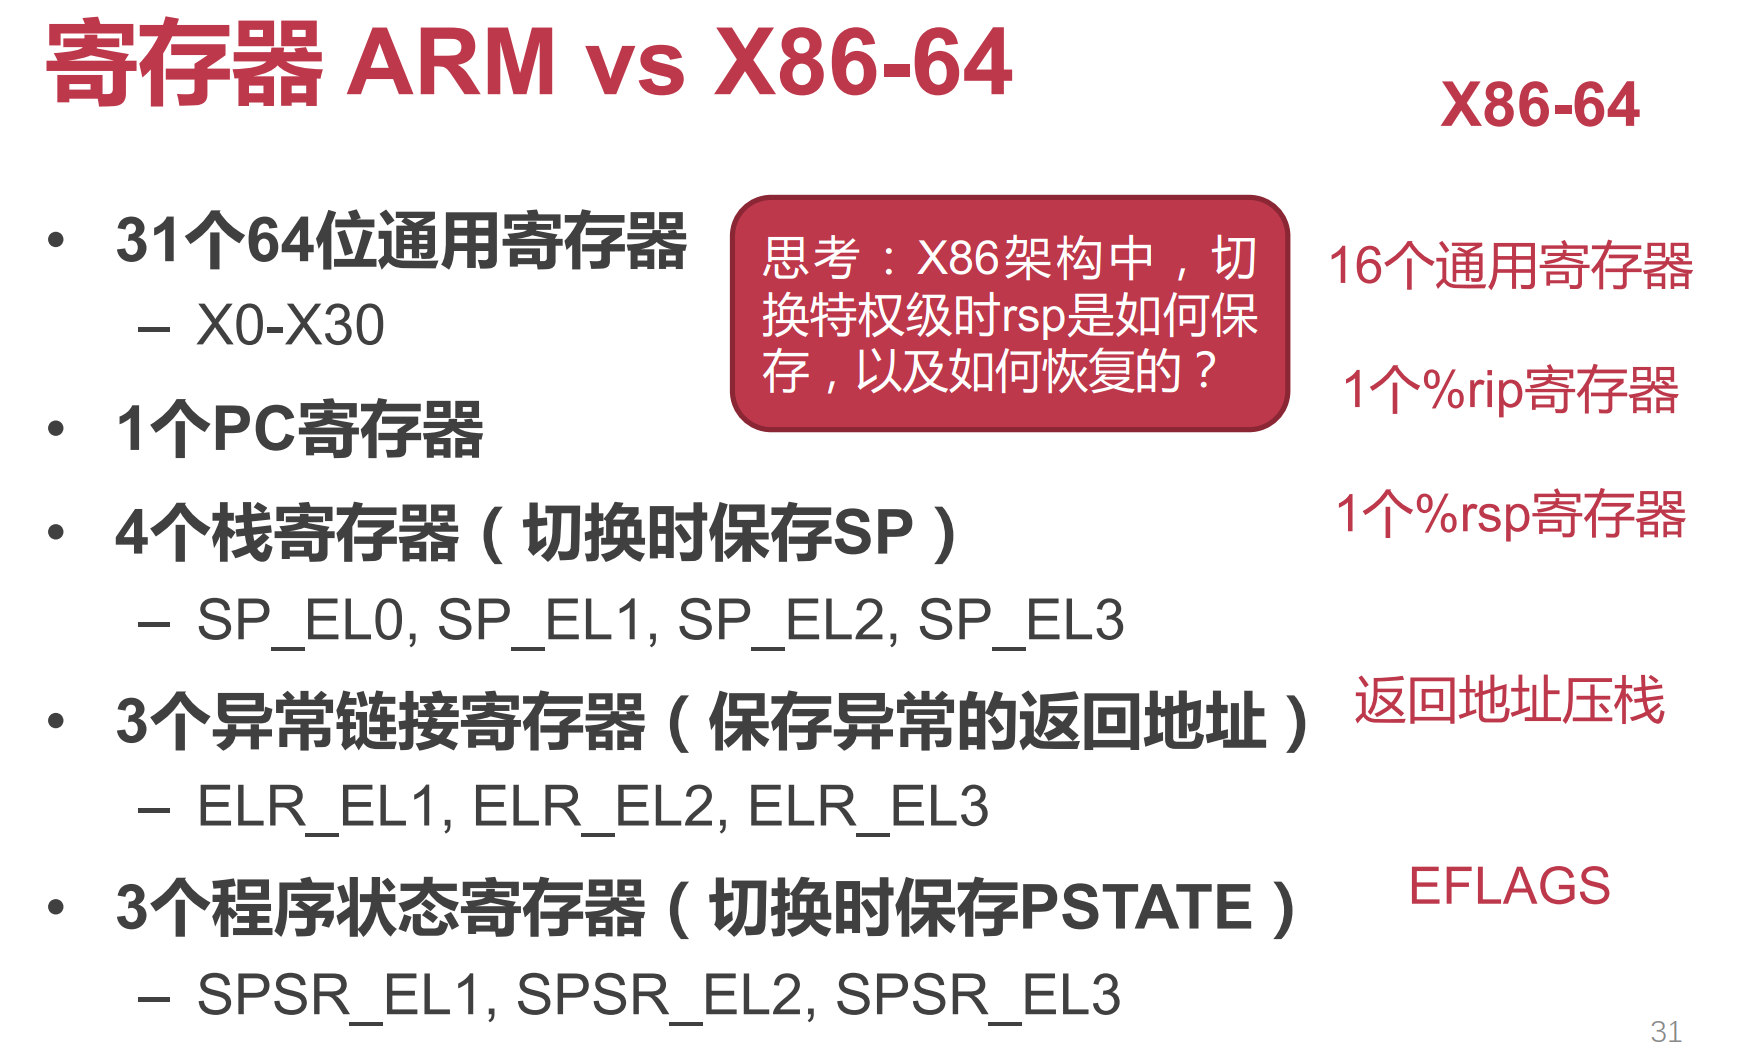 寄存器 ARM vs X86-64
X86-64
• 31个64位通用寄存器
– X0-X30
思考：X86架构中，切
换特权级时rsp是如何保
存，以及如何恢复的？
16个通用寄存器
1个%rip寄存器
• 1个PC寄存器
• 4个栈寄存器（切换时保存SP）
1个%rsp寄存器
– SP_EL0, SP_EL1, SP_EL2, SP_EL3
• 3个异常链接寄存器（保存异常的返回地址）
返回地址压栈
– ELR_EL1, ELR_EL2, ELR_EL3
• 3个程序状态寄存器（切换时保存PSTATE）
EFLAGS
– SPSR_EL1, SPSR_EL2, SPSR_EL3
31